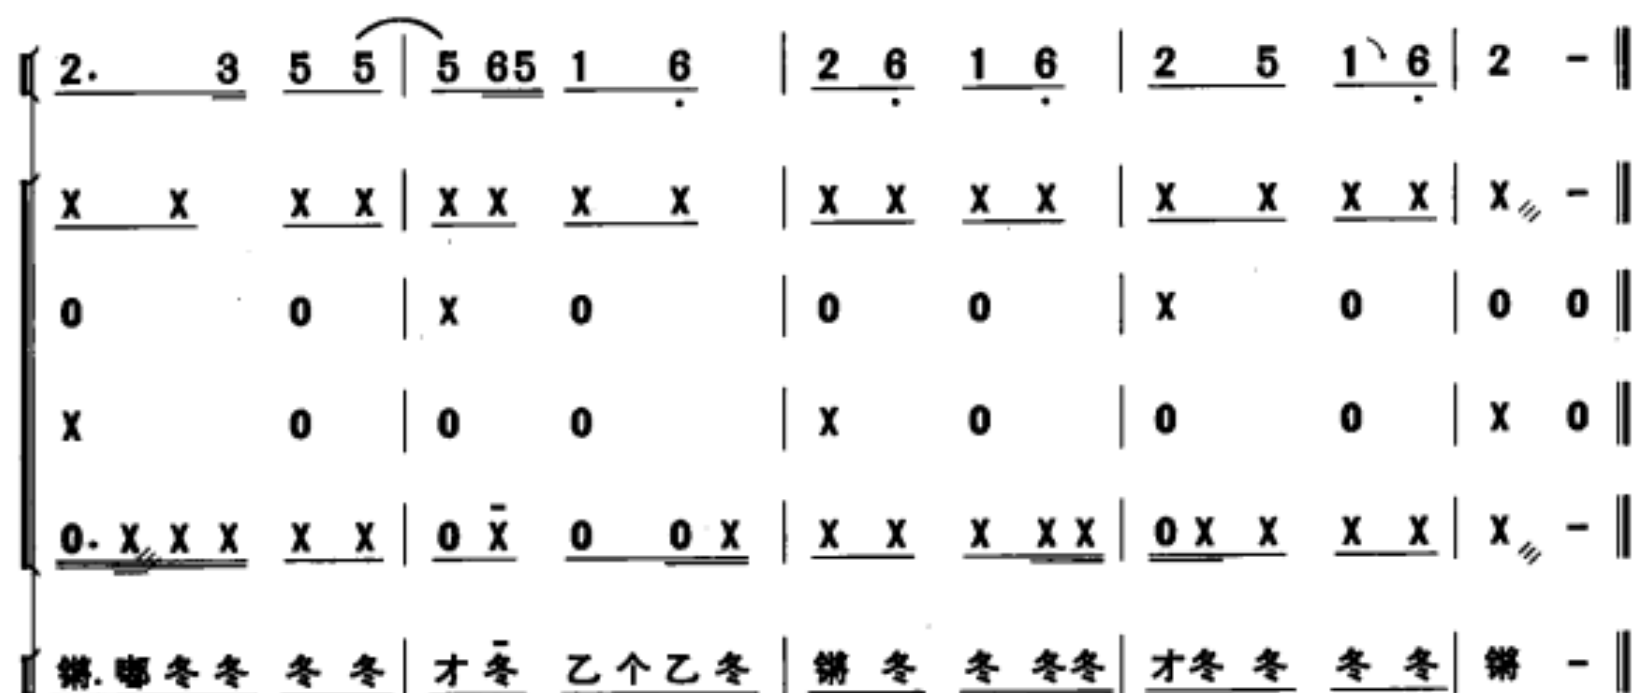 2. 3 5 5 | 5 65 1 6 | 2 6 1 6 | 2 5 1 6 | 2 - ‖
X X X X | X X X X | X X X X | X X X X | X - ‖
0 0 | X 0 | 0 0 | X 0 | 0 0 ‖
X 0 | 0 0 | X 0 | 0 0 | X 0 ‖
0. X X X X X | 0 X 0 0 X | X X X X X | 0 X X X X | X - ‖
锵. 嘟 冬 冬 冬 冬 | 才 冬 乙 个 乙 冬 | 锵 冬 冬 冬冬 | 才冬 冬 冬 冬 | 锵 - ‖